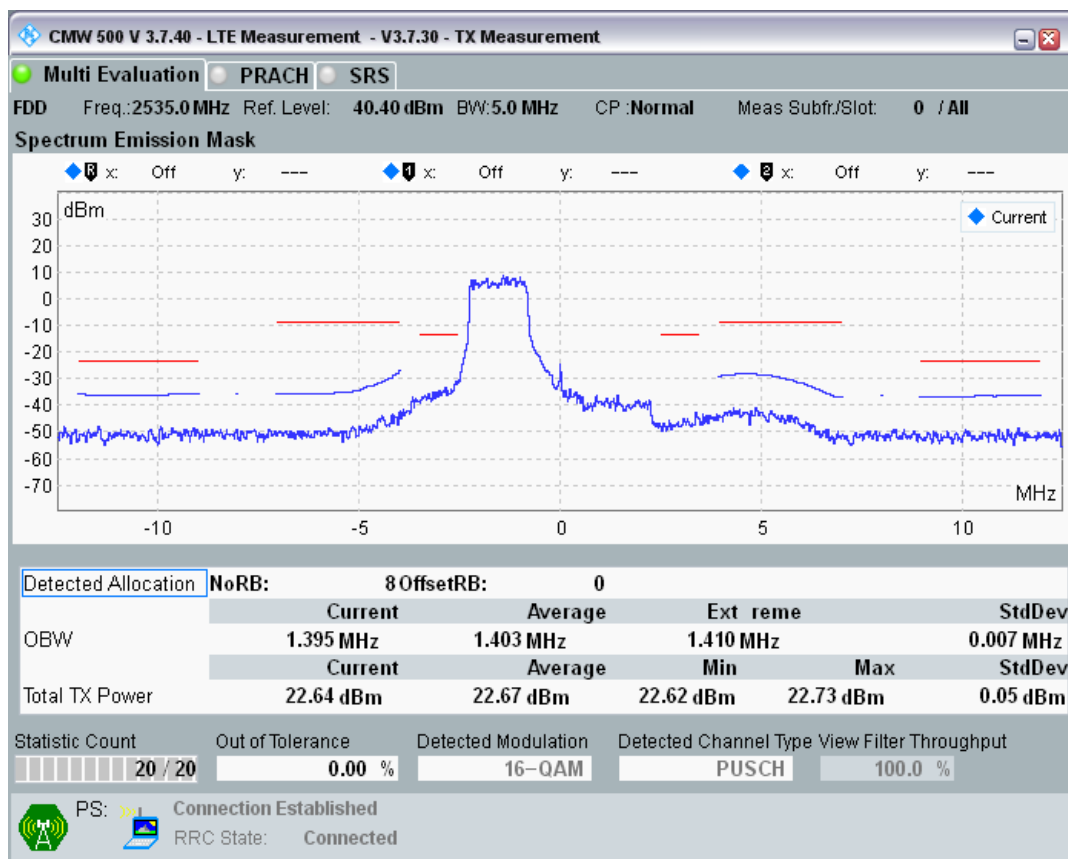 CMW 500 V 3.7.40 - LTE Measurement - V3.7.30 - TX Measurement
Multi Evaluation PRACH SRS
FDD Freq.:2535.0 MHz Ref. Level: 40.40 dBm BW:5.0 MHz CP :Normal Meas Subfr./Slot: 0 / All
Spectrum Emission Mask
R x: Off y: --- 1 x: Off y: --- 2 x: Off y: ---
dBm
Current
30
20
10
0
-10
-20
-30
-40
-50
-60
-70
MHz
-10 -5 0 5 10
Detected Allocation NoRB: 8 OffsetRB: 0
Current Average Ext reme StdDev
OBW 1.395 MHz 1.403 MHz 1.410 MHz 0.007 MHz
Current Average Min Max StdDev
Total TX Power 22.64 dBm 22.67 dBm 22.62 dBm 22.73 dBm 0.05 dBm
Statistic Count Out of Tolerance Detected Modulation Detected Channel Type View Filter Throughput
20 / 20 0.00 % 16-QAM PUSCH 100.0 %
PS: Connection Established
RRC State: Connected